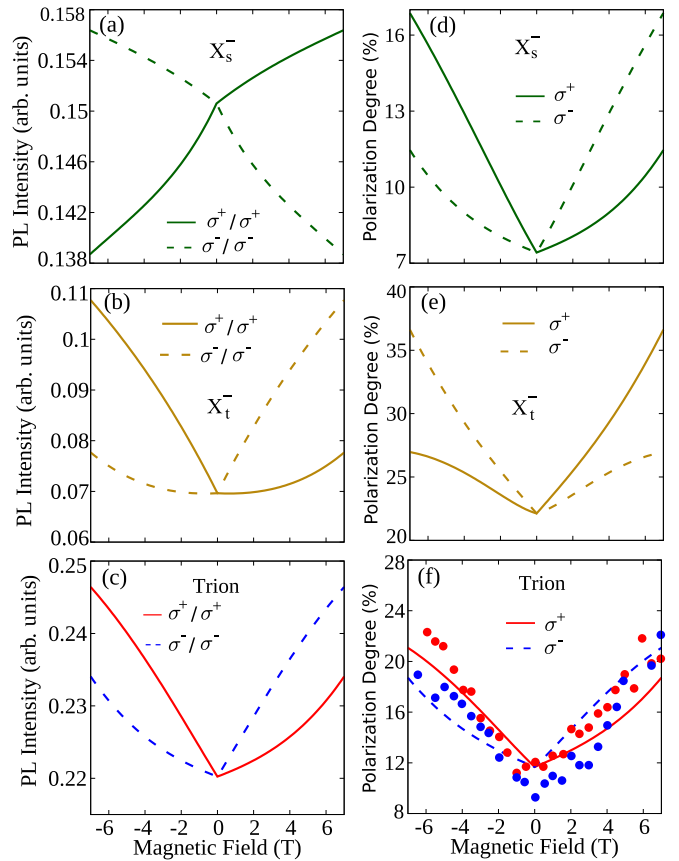 (a)
X_s^-
PL Intensity (arb. units)
0.158
0.154
0.15
0.146
0.142
0.138
σ^+/σ^+
σ^-/σ^-
(d)
X_s^-
Polarization Degree (%)
16
13
10
7
σ^+
σ^-
(b)
X_t^-
PL Intensity (arb. units)
0.11
0.1
0.09
0.08
0.07
0.06
σ^+/σ^+
σ^-/σ^-
(e)
X_t^-
Polarization Degree (%)
40
35
30
25
20
σ^+
σ^-
(c)
Trion
PL Intensity (arb. units)
0.25
0.24
0.23
0.22
σ^+/σ^+
σ^-/σ^-
-6 -4 -2 0 2 4 6
Magnetic Field (T)
(f)
Trion
Polarization Degree (%)
28
24
20
16
12
8
σ^+
σ^-
-6 -4 -2 0 2 4 6
Magnetic Field (T)